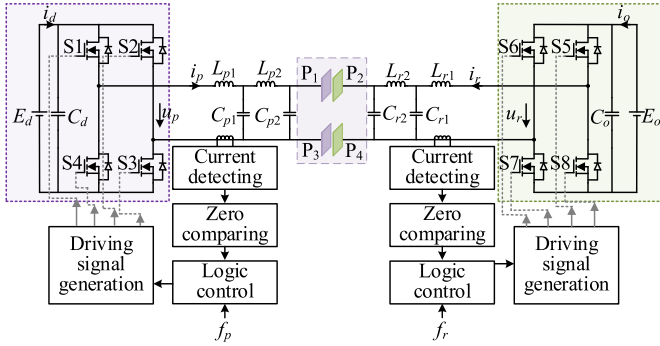 i_d
S1
S2
E_d
C_d
S4
S3
u_p
i_p
L_p1
L_p2
C_p1
C_p2
P_1
P_2
P_3
P_4
L_r2
L_r1
C_r2
C_r1
i_r
u_r
i_o
S6
S5
S7
S8
C_o
E_o
Current
detecting
Zero
comparing
Logic
control
Driving
signal
generation
f_p
Current
detecting
Zero
comparing
Logic
control
Driving
signal
generation
f_r